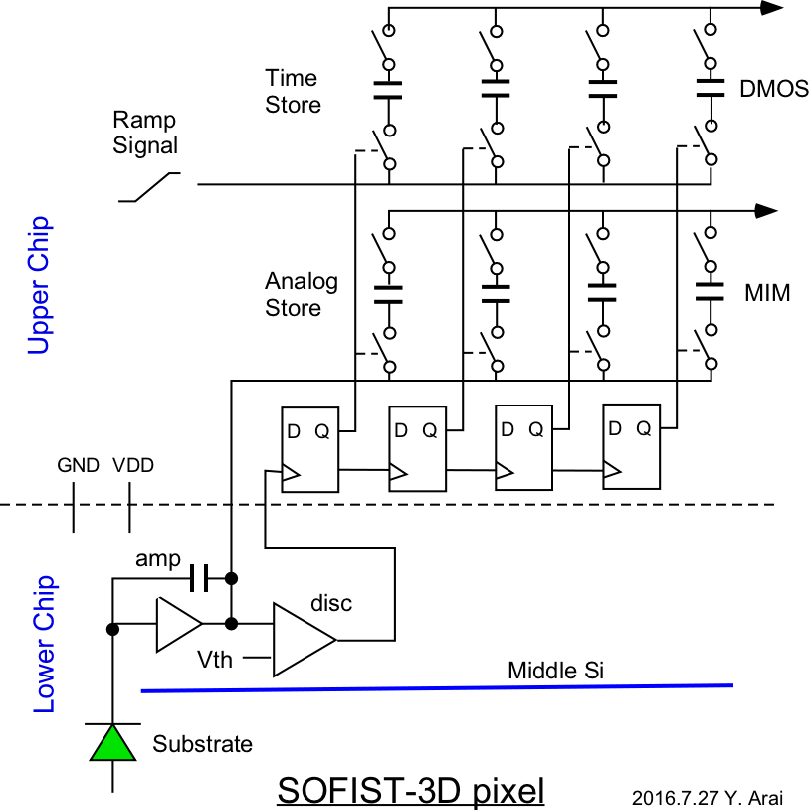 Time
Store
DMOS
Ramp
Signal
Upper Chip
Analog
Store
MIM
D Q D Q D Q D Q
GND VDD
amp
disc
Lower Chip
Vth
Middle Si
Substrate
SOFIST-3D pixel
2016.7.27 Y. Arai